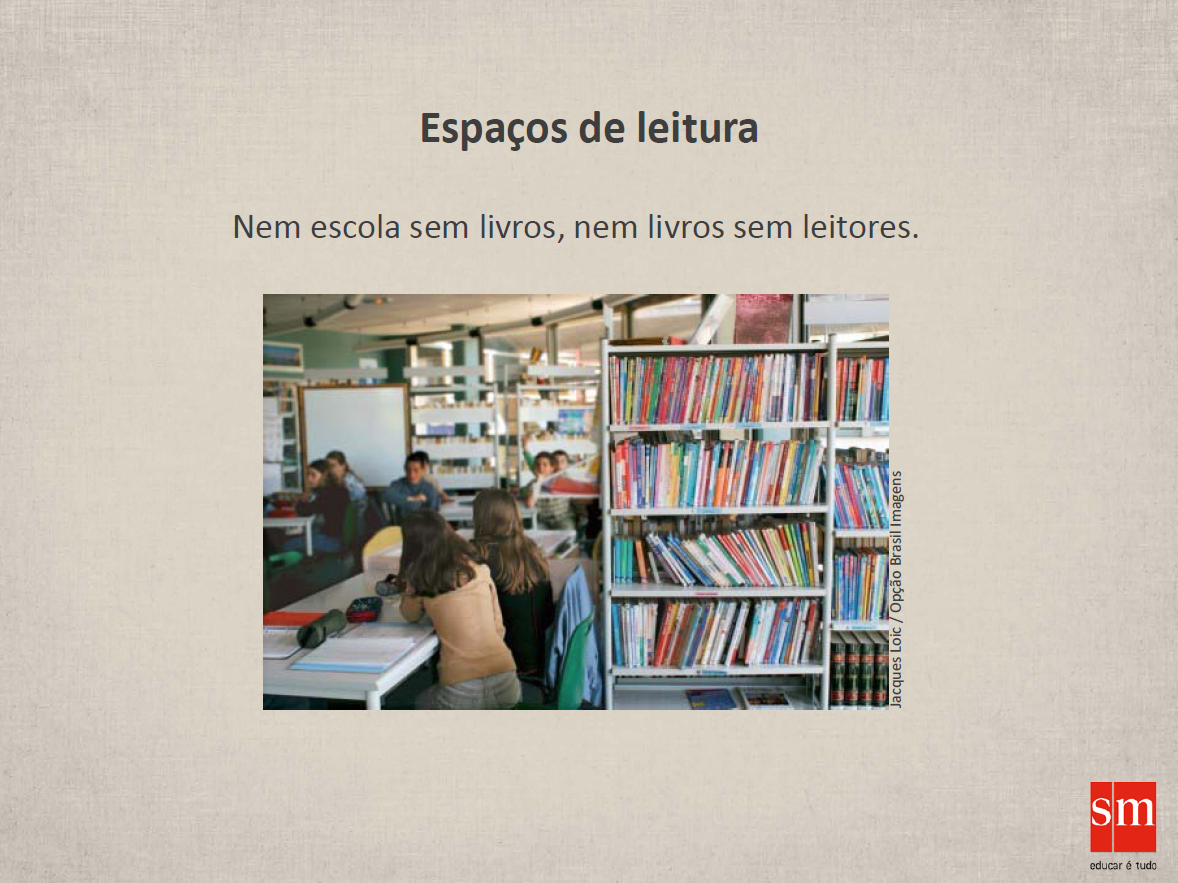 Espaços de leitura
Nem escola sem livros, nem livros sem leitores.
Jacques Loic / Opção Brasil Imagens
sm
educar é tudo